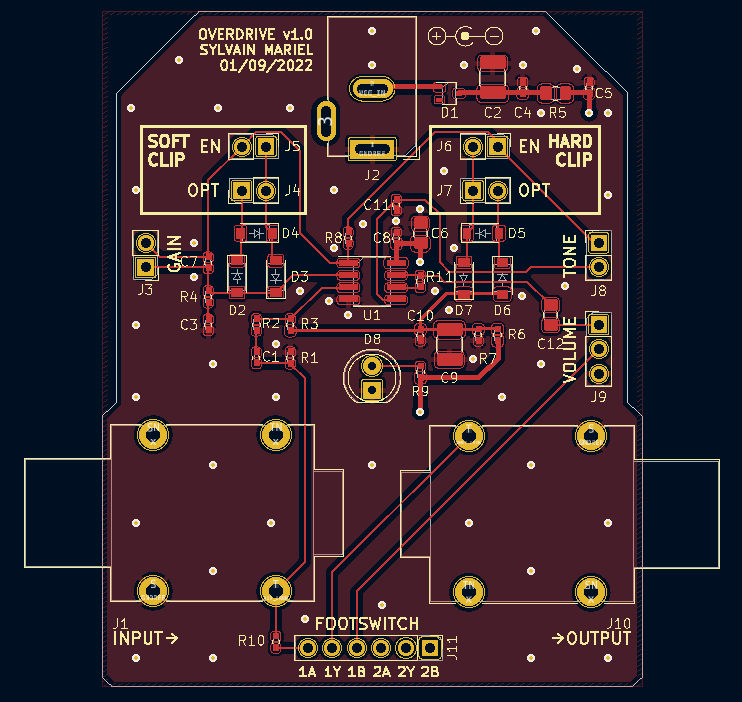 OVERDRIVE v1.0
SYLVAIN MARIEL
01/09/2022
D1
C2
C4
R5
C5
3
SOFT
CLIP
EN
J5
OPT
J4
J2
J6
EN
HARD
CLIP
J7
OPT
C11
D4
R8
C8
C6
D5
GAIN
TONE
J3
C7
D2
D3
R11
D7
D6
J8
R4
C3
R2
R3
U1
C10
C12
D8
R6
R7
VOLUME
C1
R1
C9
R9
J9
T
T
S
S
T
T
J1
INPUT→
FOOTSWITCH
J10
→OUTPUT
R10
J11
1A 1Y 1B 2A 2Y 2B